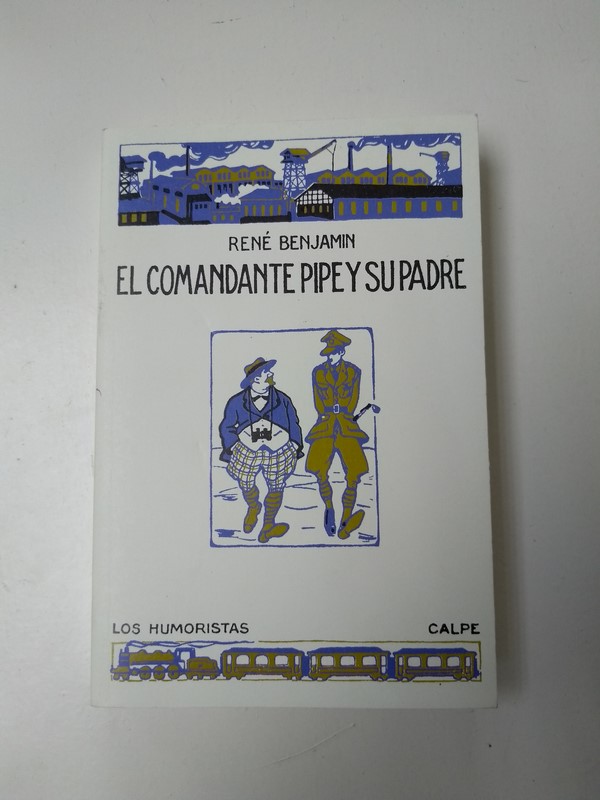 RENÉ BENJAMIN
EL COMANDANTE PIPE Y SU PADRE
LOS HUMORISTAS CALPE